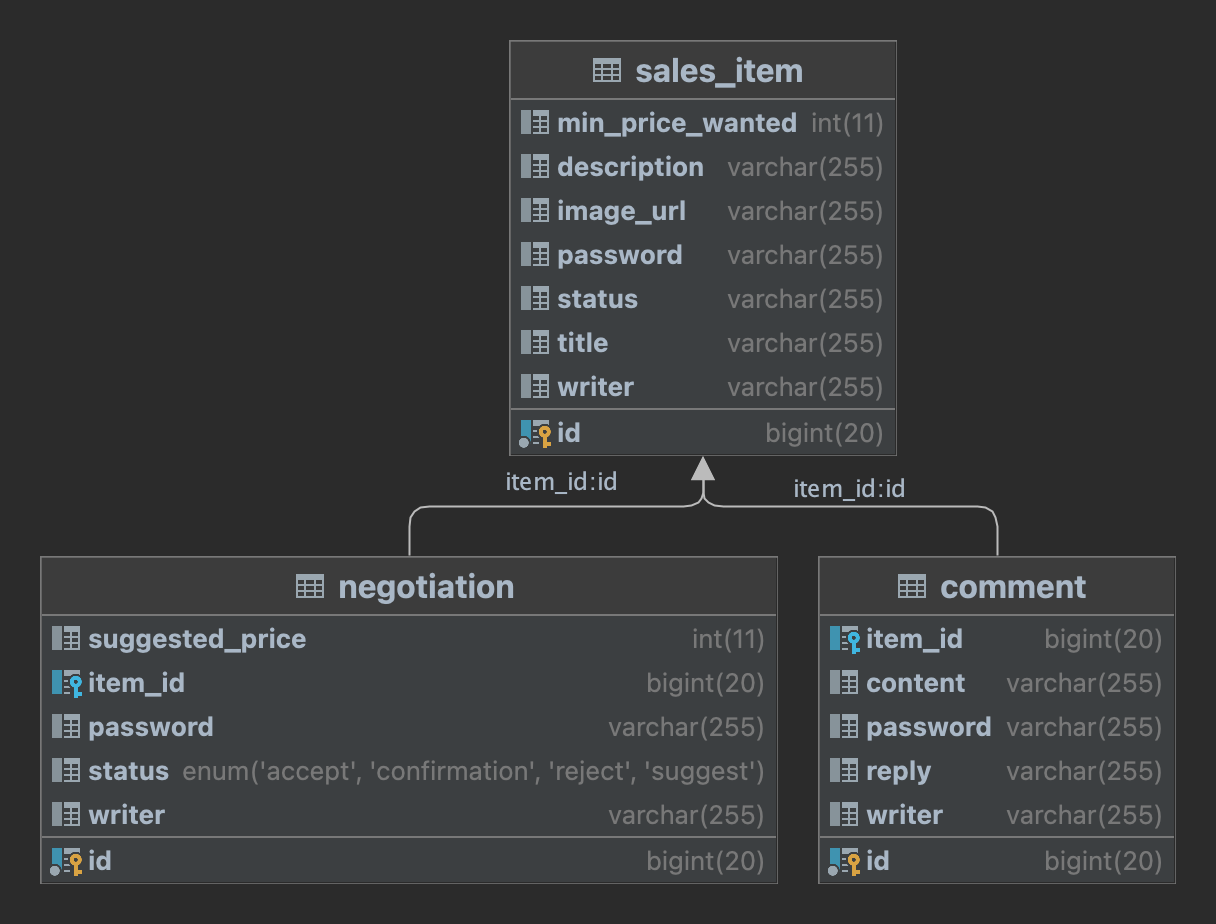 sales_item
min_price_wanted int(11)
description varchar(255)
image_url varchar(255)
password varchar(255)
status varchar(255)
title varchar(255)
writer varchar(255)
id bigint(20)
item_id:id
item_id:id
negotiation
suggested_price int(11)
item_id bigint(20)
password varchar(255)
status enum('accept', 'confirmation', 'reject', 'suggest')
writer varchar(255)
id bigint(20)
comment
item_id bigint(20)
content varchar(255)
password varchar(255)
reply varchar(255)
writer varchar(255)
id bigint(20)